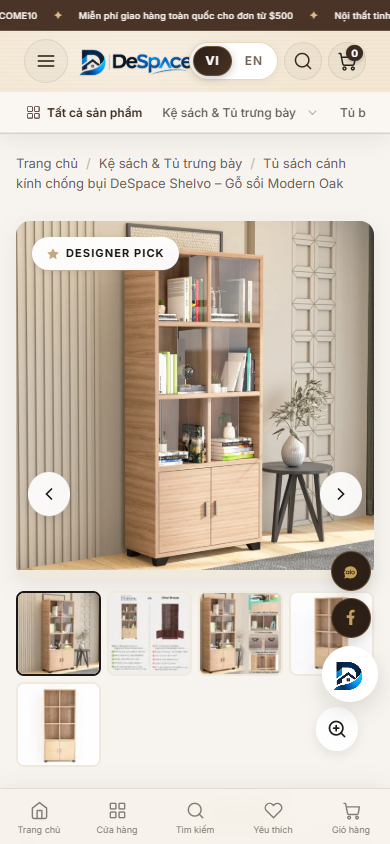 COME10 ✦ Miễn phí giao hàng toàn quốc cho đơn từ $500 ✦ Nội thất tinh
DeSpace VI EN 0
Tất cả sản phẩm Kệ sách & Tủ trưng bày Tủ b
Trang chủ / Kệ sách & Tủ trưng bày / Tủ sách cánh
kính chống bụi DeSpace Shelvo – Gỗ sồi Modern Oak
DESIGNER PICK
Zalo
Trang chủ Cửa hàng Tìm kiếm Yêu thích Giỏ hàng